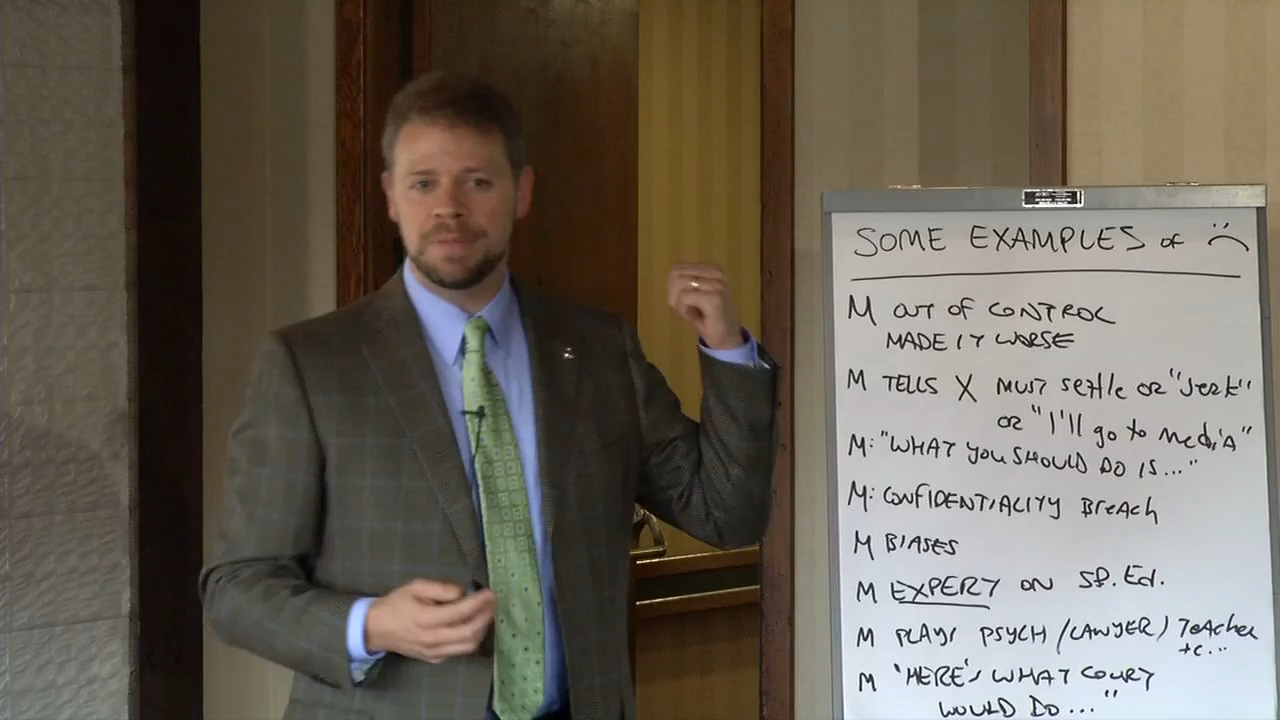 SOME EXAMPLES OF
M OUT OF CONTROL
MADE IT WORSE
M TELLS X MUST SETTLE OR "JERK"
OR "I'll go to MEDIA"
M: "WHAT YOU SHOULD DO IS..."
M: CONFIDENTIALITY BREACH
M BIASES
M EXPERT ON SP. Ed.
M PLAYS PSYCH / LAWYER / TEACHER
etc...
M "HERE'S WHAT COURT
WOULD DO..."